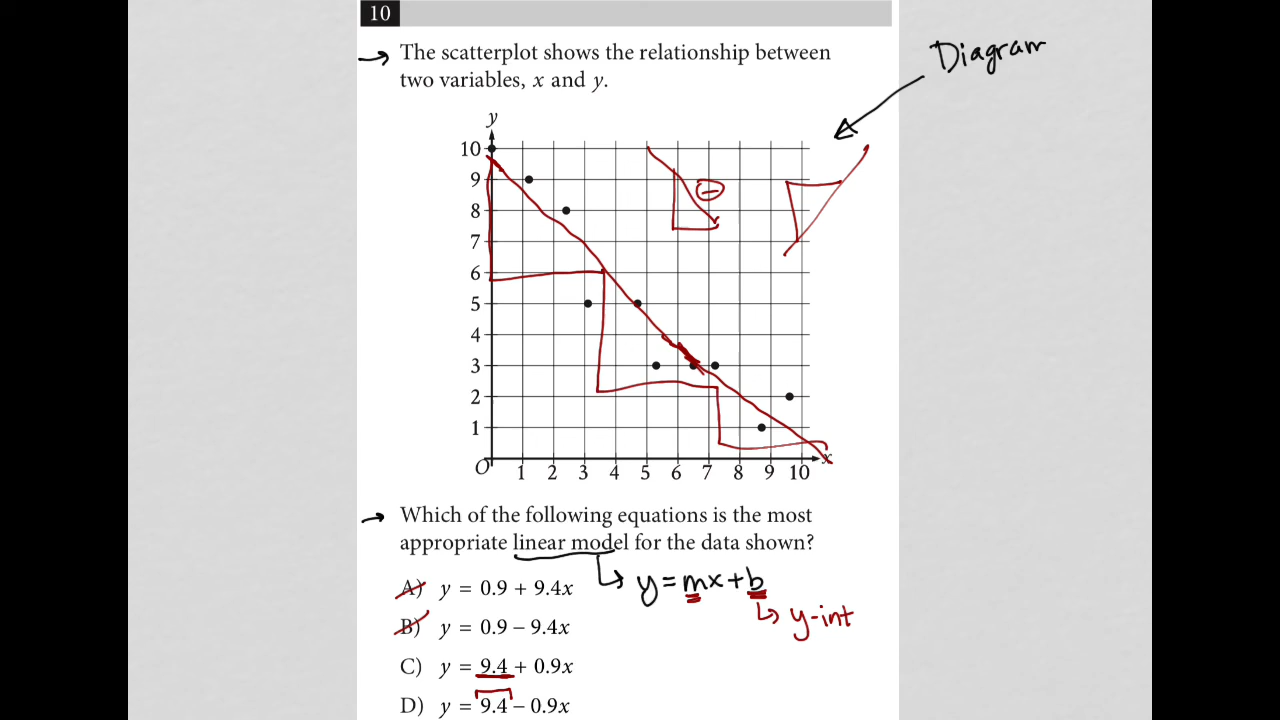 10
The scatterplot shows the relationship between
two variables, x and y.
Diagram
y
10
9
8
7
6
5
4
3
2
1
O
1 2 3 4 5 6 7 8 9 10
x
Which of the following equations is the most
appropriate linear model for the data shown?
A) y = 0.9 + 9.4x
y = mx + b
B) y = 0.9 − 9.4x
y-int
C) y = 9.4 + 0.9x
D) y = 9.4 − 0.9x